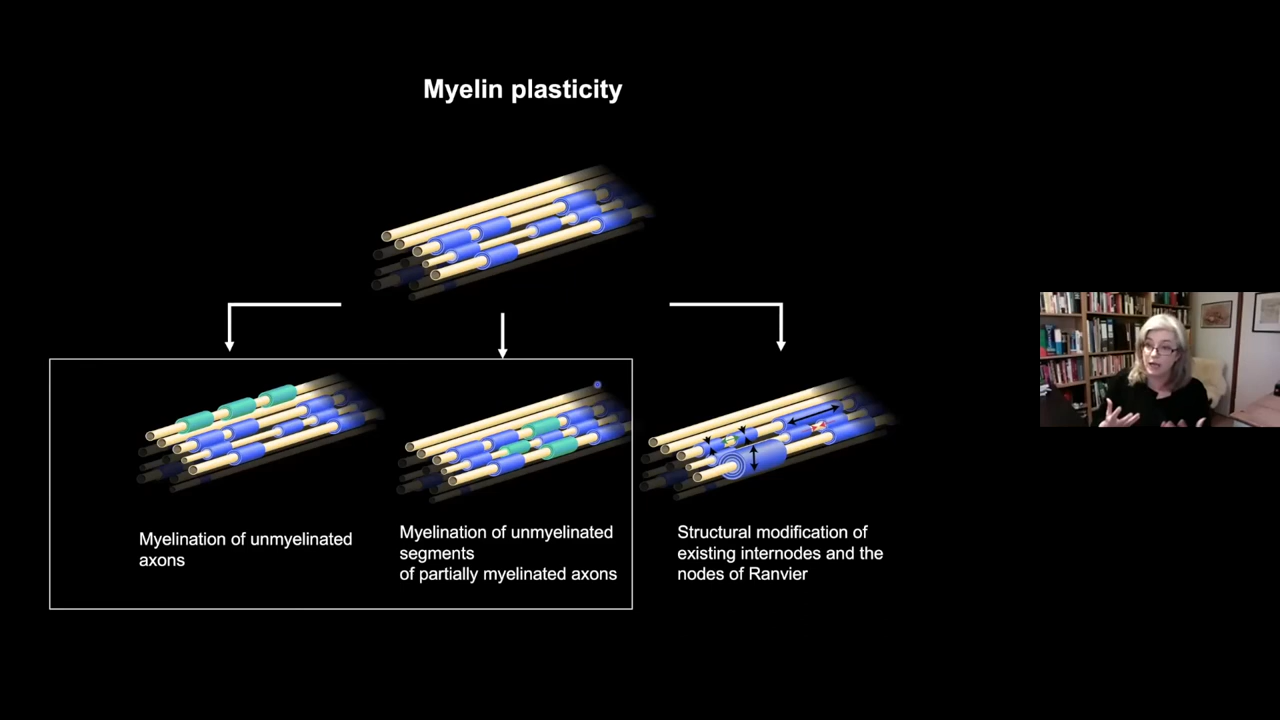 Myelin plasticity
Myelination of unmyelinated
axons
Myelination of unmyelinated
segments
of partially myelinated axons
Structural modification of
existing internodes and the
nodes of Ranvier